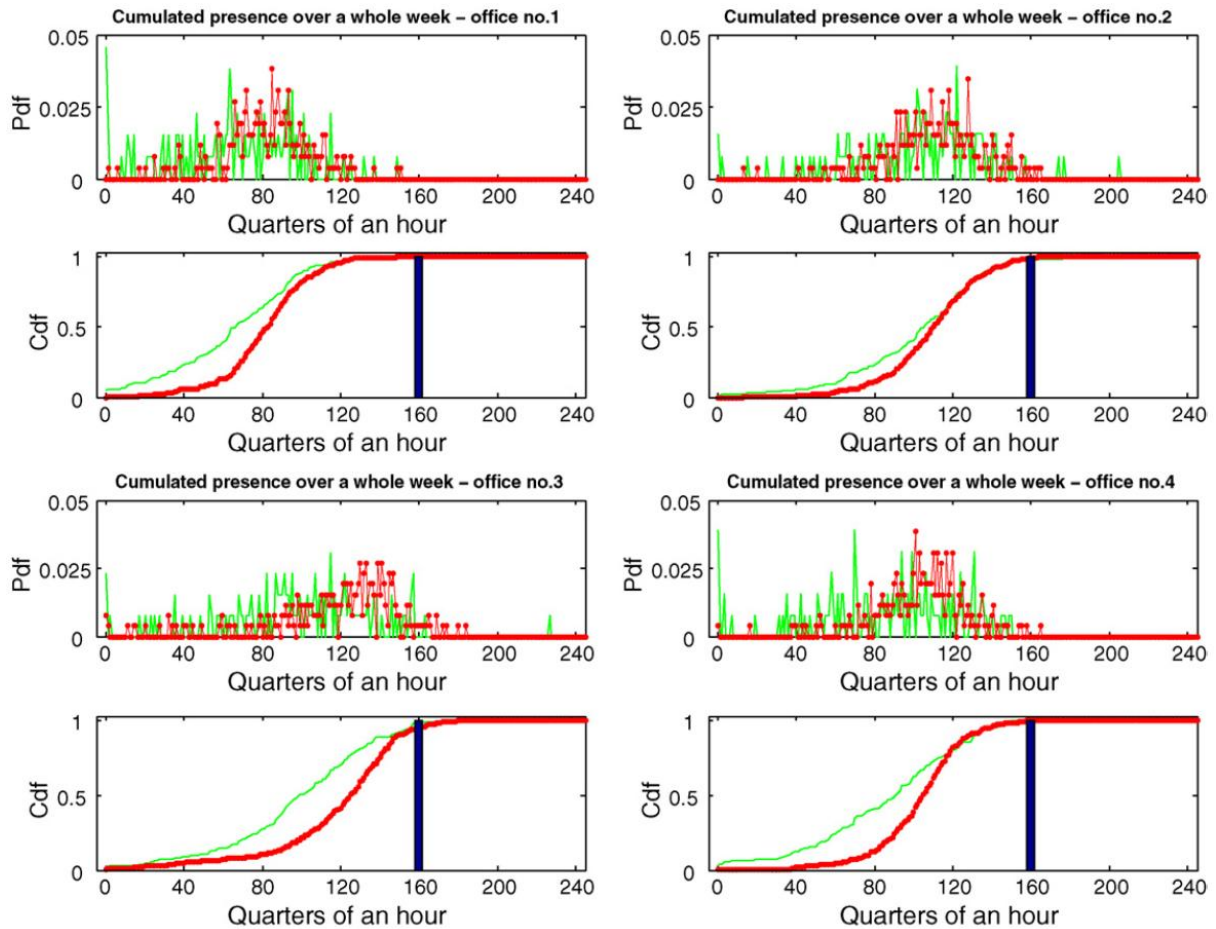 Cumulated presence over a whole week – office no.1
0.05
0.025
0
Pdf
0 40 80 120 160 200 240
Quarters of an hour
1
0.5
0
Cdf
0 40 80 120 160 200 240
Quarters of an hour
Cumulated presence over a whole week – office no.2
0.05
0.025
0
Pdf
0 40 80 120 160 200 240
Quarters of an hour
1
0.5
0
Cdf
0 40 80 120 160 200 240
Quarters of an hour
Cumulated presence over a whole week – office no.3
0.05
0.025
0
Pdf
0 40 80 120 160 200 240
Quarters of an hour
1
0.5
0
Cdf
0 40 80 120 160 200 240
Quarters of an hour
Cumulated presence over a whole week – office no.4
0.05
0.025
0
Pdf
0 40 80 120 160 200 240
Quarters of an hour
1
0.5
0
Cdf
0 40 80 120 160 200 240
Quarters of an hour